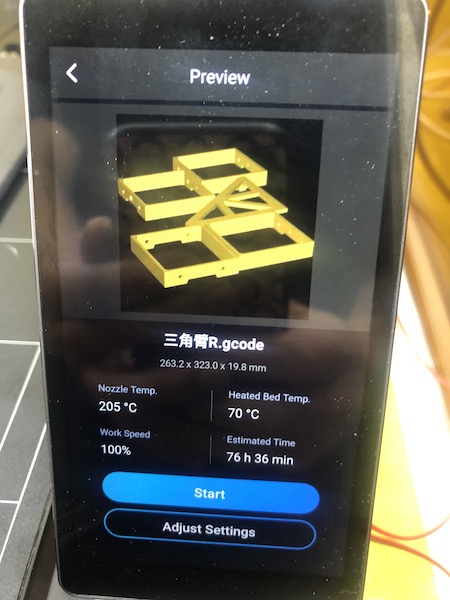 Preview
三角臂R.gcode
263.2 x 323.0 x 19.8 mm
Nozzle Temp.
205 °C
Heated Bed Temp.
70 °C
Work Speed
100%
Estimated Time
76 h 36 min
Start
Adjust Settings